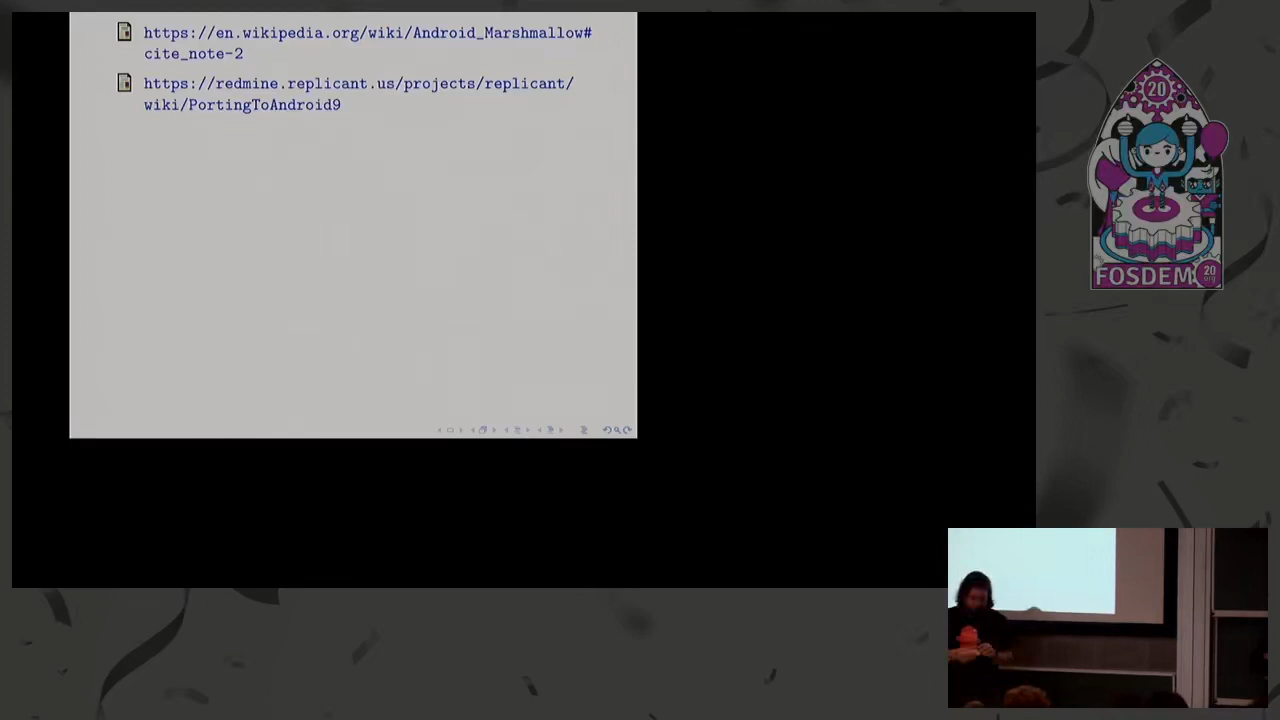 https://en.wikipedia.org/wiki/Android_Marshmallow#
cite_note-2
https://redmine.replicant.us/projects/replicant/
wiki/PortingToAndroid9
20
FOSDEM
20
org